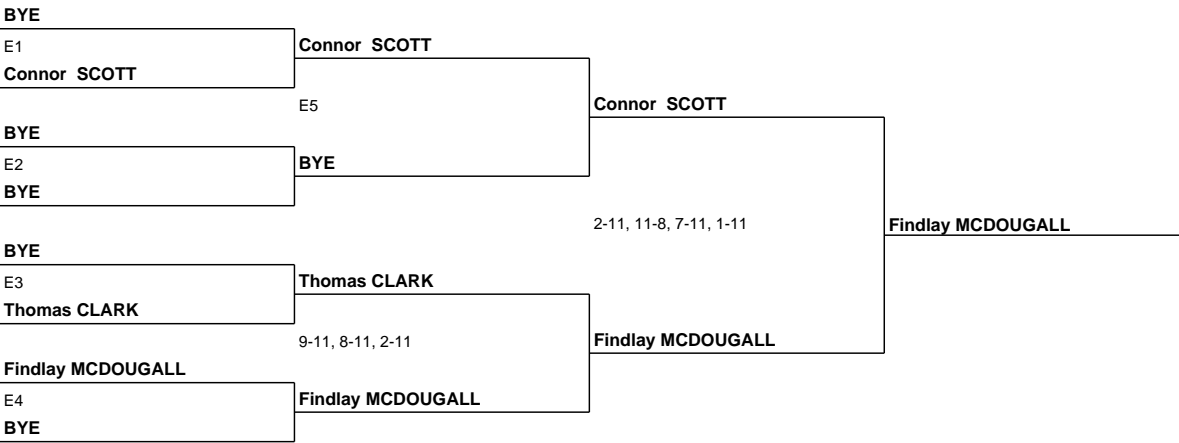 BYE
E1
Connor SCOTT
BYE
E2
BYE
BYE
E3
Thomas CLARK
Findlay MCDOUGALL
E4
BYE
Connor SCOTT
E5
BYE
Thomas CLARK
9-11, 8-11, 2-11
Findlay MCDOUGALL
Connor SCOTT
2-11, 11-8, 7-11, 1-11
Findlay MCDOUGALL
Findlay MCDOUGALL